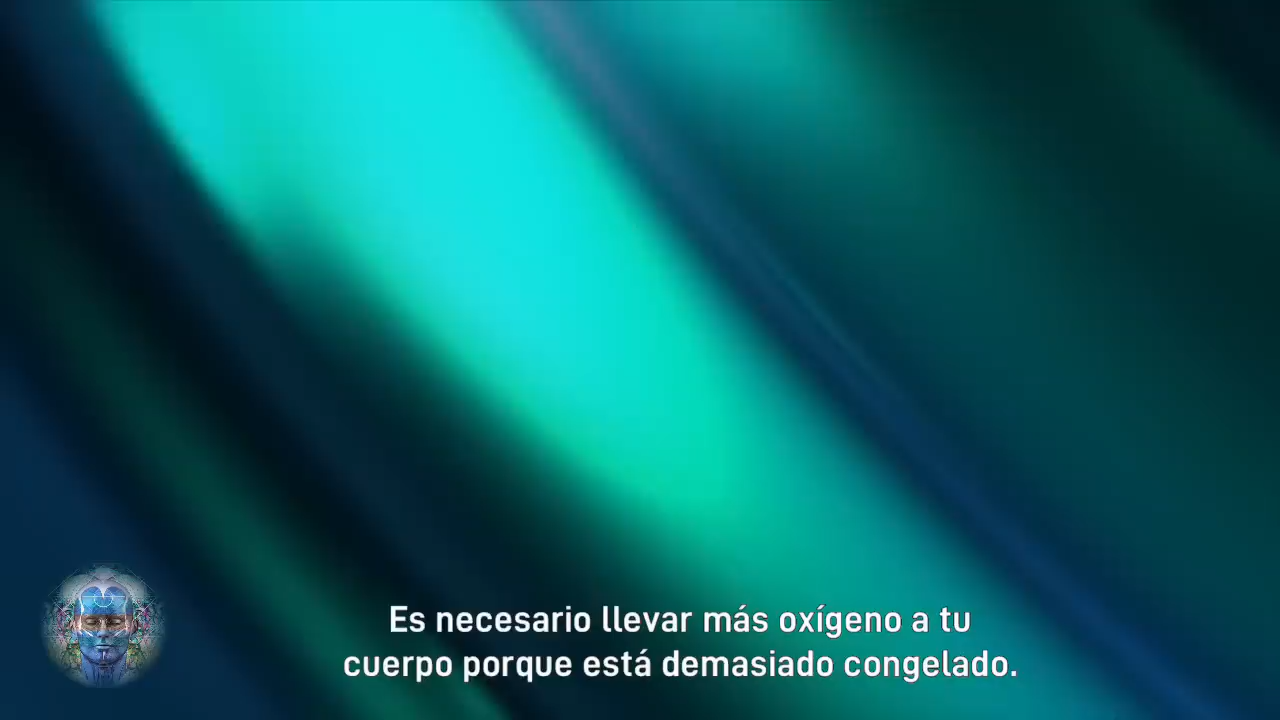 Es necesario llevar más oxígeno a tu
cuerpo porque está demasiado congelado.